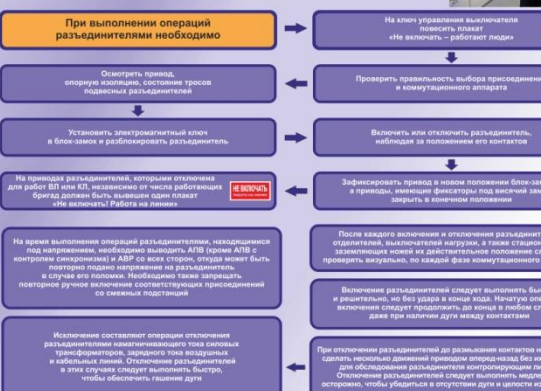 При выполнении операций
разъединителями необходимо
На ключ управления выключателя
повесить плакат
«Не включать – работают люди»
Осмотреть привод,
опорную изоляцию, состояние тросов
подвесных разъединителей
Проверить правильность выбора присоединени
и коммутационного аппарата
Установить электромагнитный ключ
в блок-замок и разблокировать разъединитель
Включить или отключить разъединитель,
наблюдая за положением его контактов
На приводах разъединителей, которыми отключена
для работ ВЛ или КЛ, независимо от числа работающих
бригад должен быть вывешен один плакат
«Не включать! Работа на линии»
НЕ ВКЛЮЧАТЬ
Зафиксировать привод в новом положении блок-за
а приводы, имеющие фиксаторы под висячий зам
закрыть в конечном положении
На время выполнения операций разъединителями, находящимися
под напряжением, необходимо выводить АПВ (кроме АПВ с
контролем синхронизма) и АВР со всех сторон, откуда может быть
повторно подано напряжение на разъединитель
в случае его поломки. Необходимо также запрещать
повторное ручное включение соответствующих присоединений
со смежных подстанций
После каждого включения и отключения разъедини
отделителей, выключателей нагрузки, а также стацион
заземляющих ножей их действительное положение сл
проверять визуально, по каждой фазе коммутационного
Включение разъединителей следует выполнять бы
и решительно, но без удара в конце хода. Начатую опе
включения следует продолжить до конца в любом сл
даже при наличии дуги между контактами
Исключение составляют операции отключения
разъединителями намагничивающего тока силовых
трансформаторов, зарядного тока воздушных
и кабельных линий. Отключение разъединителей
в этих случаях следует выполнять быстро,
чтобы обеспечить гашение дуги
При отключении разъединителей до размыкания контактов н
сделать несколько движений приводом вперед-назад без их
для обследования разъединителя контролирующим ли
Отключение разъединителей следует выполнять медле
осторожно, чтобы убедиться в отсутствии дуги и целости и